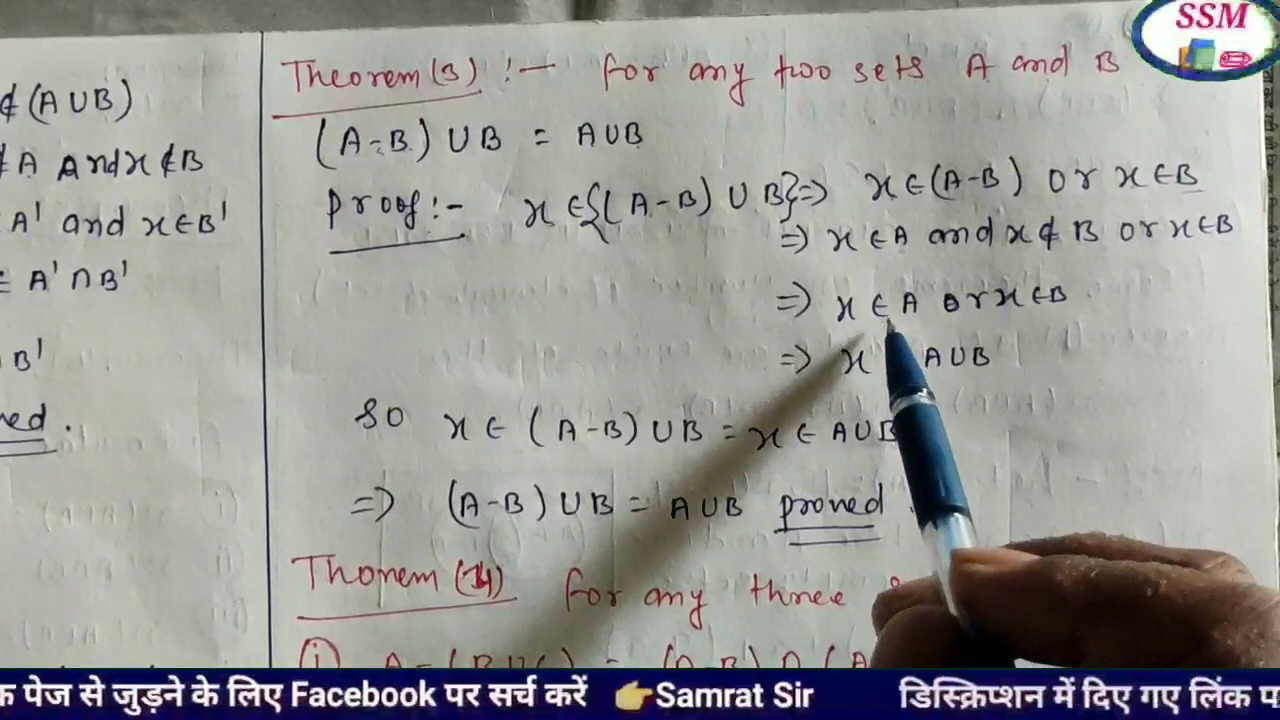 SSM
∉ (A∪B)
∉ A And x∉B
A' and x∈B'
∈ A'∩B'
B'
ved.
Theorem (3) :- for any two sets A and B
(A-B) ∪ B = A∪B
proof:- x ∈{(A-B) ∪ B}=> x∈(A-B) or x∈B
=> x∈A and x∉B or x∈B
=> x∈A or x∈B
=> x A∪B
So x∈ (A-B) ∪B = x∈ A∪B
=> (A-B) ∪B = A∪B proved.
Thorem (4) for any three
(i) A-(B∪C) = (A-B)∩(A
क पेज से जुड़ने के लिए Facebook पर सर्च करें 👉Samrat Sir डिस्क्रिप्शन में दिए गए लिंक प